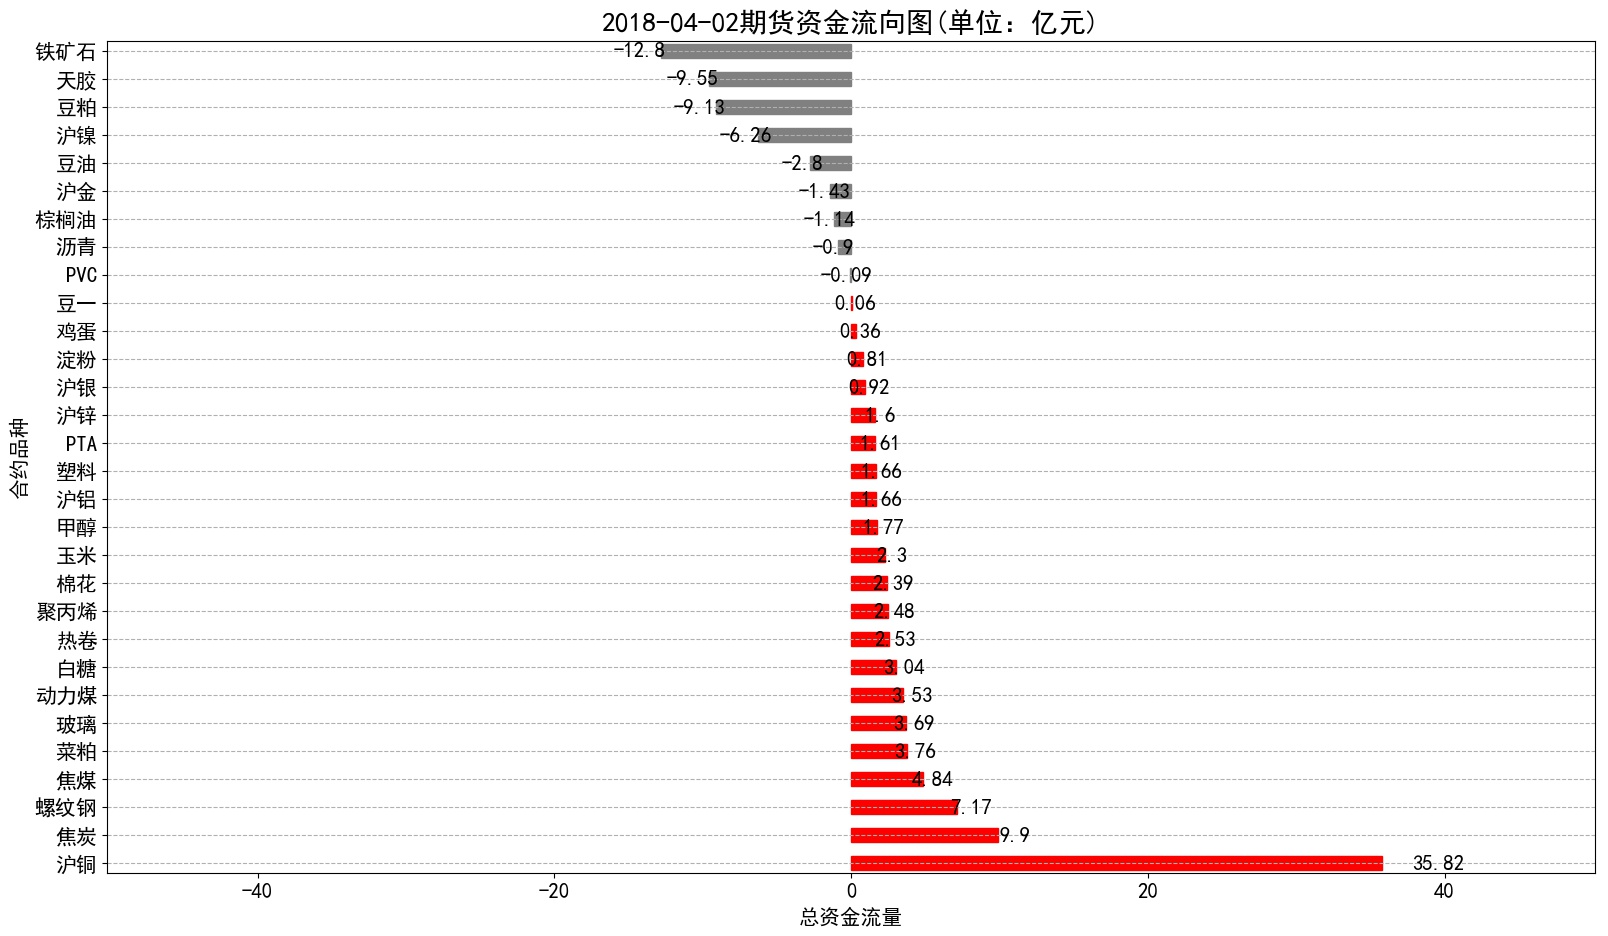 2018-04-02期货资金流向图(单位：亿元)
铁矿石 -12.8
天胶 -9.55
豆粕 -9.13
沪镍 -6.26
豆油 -2.8
沪金 -1.43
棕榈油 -1.14
沥青 -0.9
PVC -0.09
豆一 0.06
鸡蛋 0.36
淀粉 0.81
沪银 0.92
沪锌 1.6
PTA 1.61
塑料 1.66
沪铝 1.66
甲醇 1.77
玉米 2.3
棉花 2.39
聚丙烯 2.48
热卷 2.53
白糖 3.04
动力煤 3.53
玻璃 3.69
菜粕 3.76
焦煤 4.84
螺纹钢 7.17
焦炭 9.9
沪铜 35.82
合约品种
-40 -20 0 20 40
总资金流量